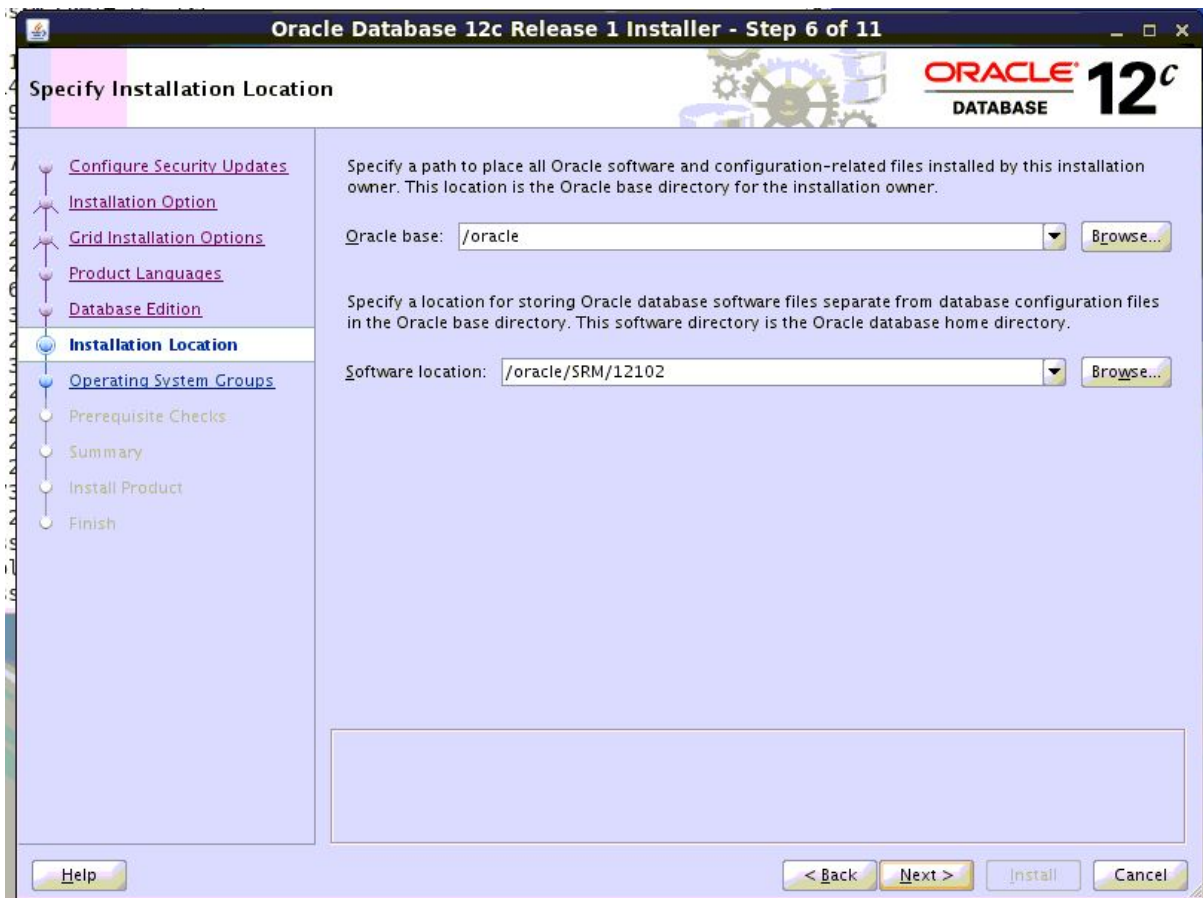 Oracle Database 12c Release 1 Installer - Step 6 of 11
Specify Installation Location
ORACLE
DATABASE
12c
Configure Security Updates
Installation Option
Grid Installation Options
Product Languages
Database Edition
Installation Location
Operating System Groups
Prerequisite Checks
Summary
Install Product
Finish
Specify a path to place all Oracle software and configuration-related files installed by this installation
owner. This location is the Oracle base directory for the installation owner.
Oracle base: /oracle Browse...
Specify a location for storing Oracle database software files separate from database configuration files
in the Oracle base directory. This software directory is the Oracle database home directory.
Software location: /oracle/SRM/12102 Browse...
Help < Back Next > Install Cancel